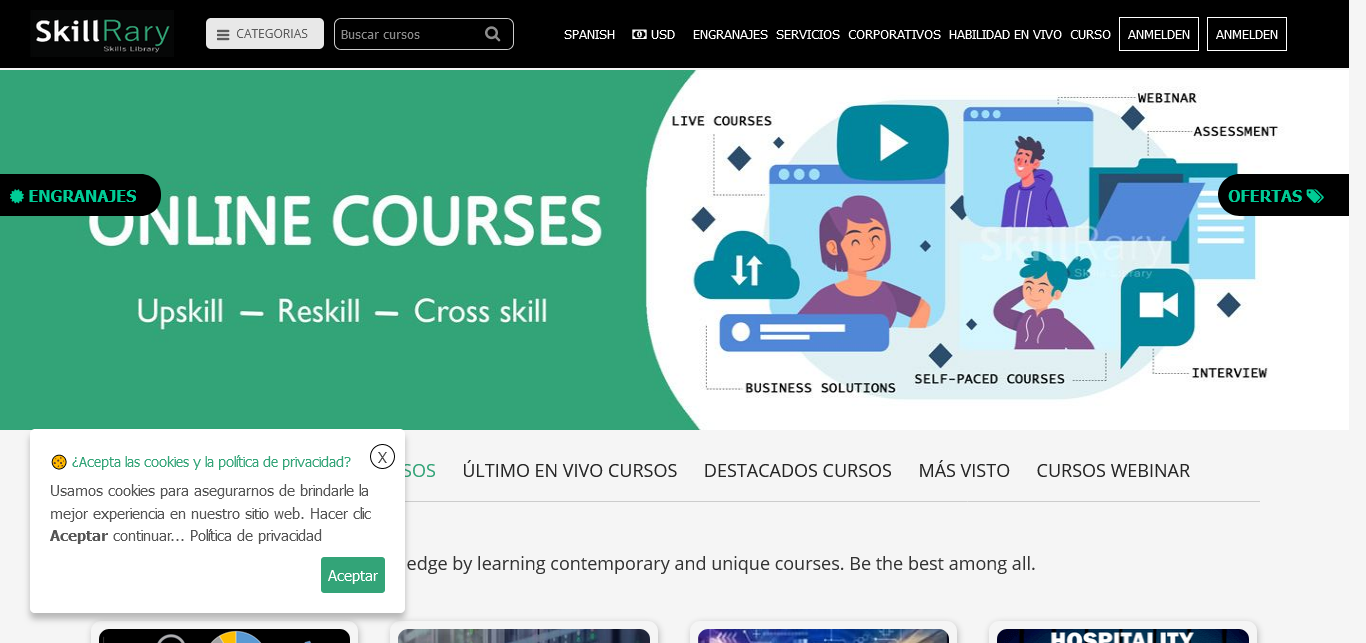 SkillRary
Skills Library
CATEGORIAS
Buscar cursos
SPANISH
USD
ENGRANAJES
SERVICIOS
CORPORATIVOS
HABILIDAD EN VIVO
CURSO
ANMELDEN
ANMELDEN
LIVE COURSES
WEBINAR
ASSESSMENT
ENGRANAJES
OFERTAS
ONLINE COURSES
SkillRary
Skills Library
Upskill — Reskill — Cross skill
BUSINESS SOLUTIONS
SELF-PACED COURSES
INTERVIEW
ÚLTIMO EN VIVO CURSOS
DESTACADOS CURSOS
MÁS VISTO
CURSOS WEBINAR
¿Acepta las cookies y la política de privacidad?
X
Usamos cookies para asegurarnos de brindarle la
mejor experiencia en nuestro sitio web. Hacer clic
Aceptar continuar... Política de privacidad
Aceptar
by learning contemporary and unique courses. Be the best among all.
HOSPITALITY